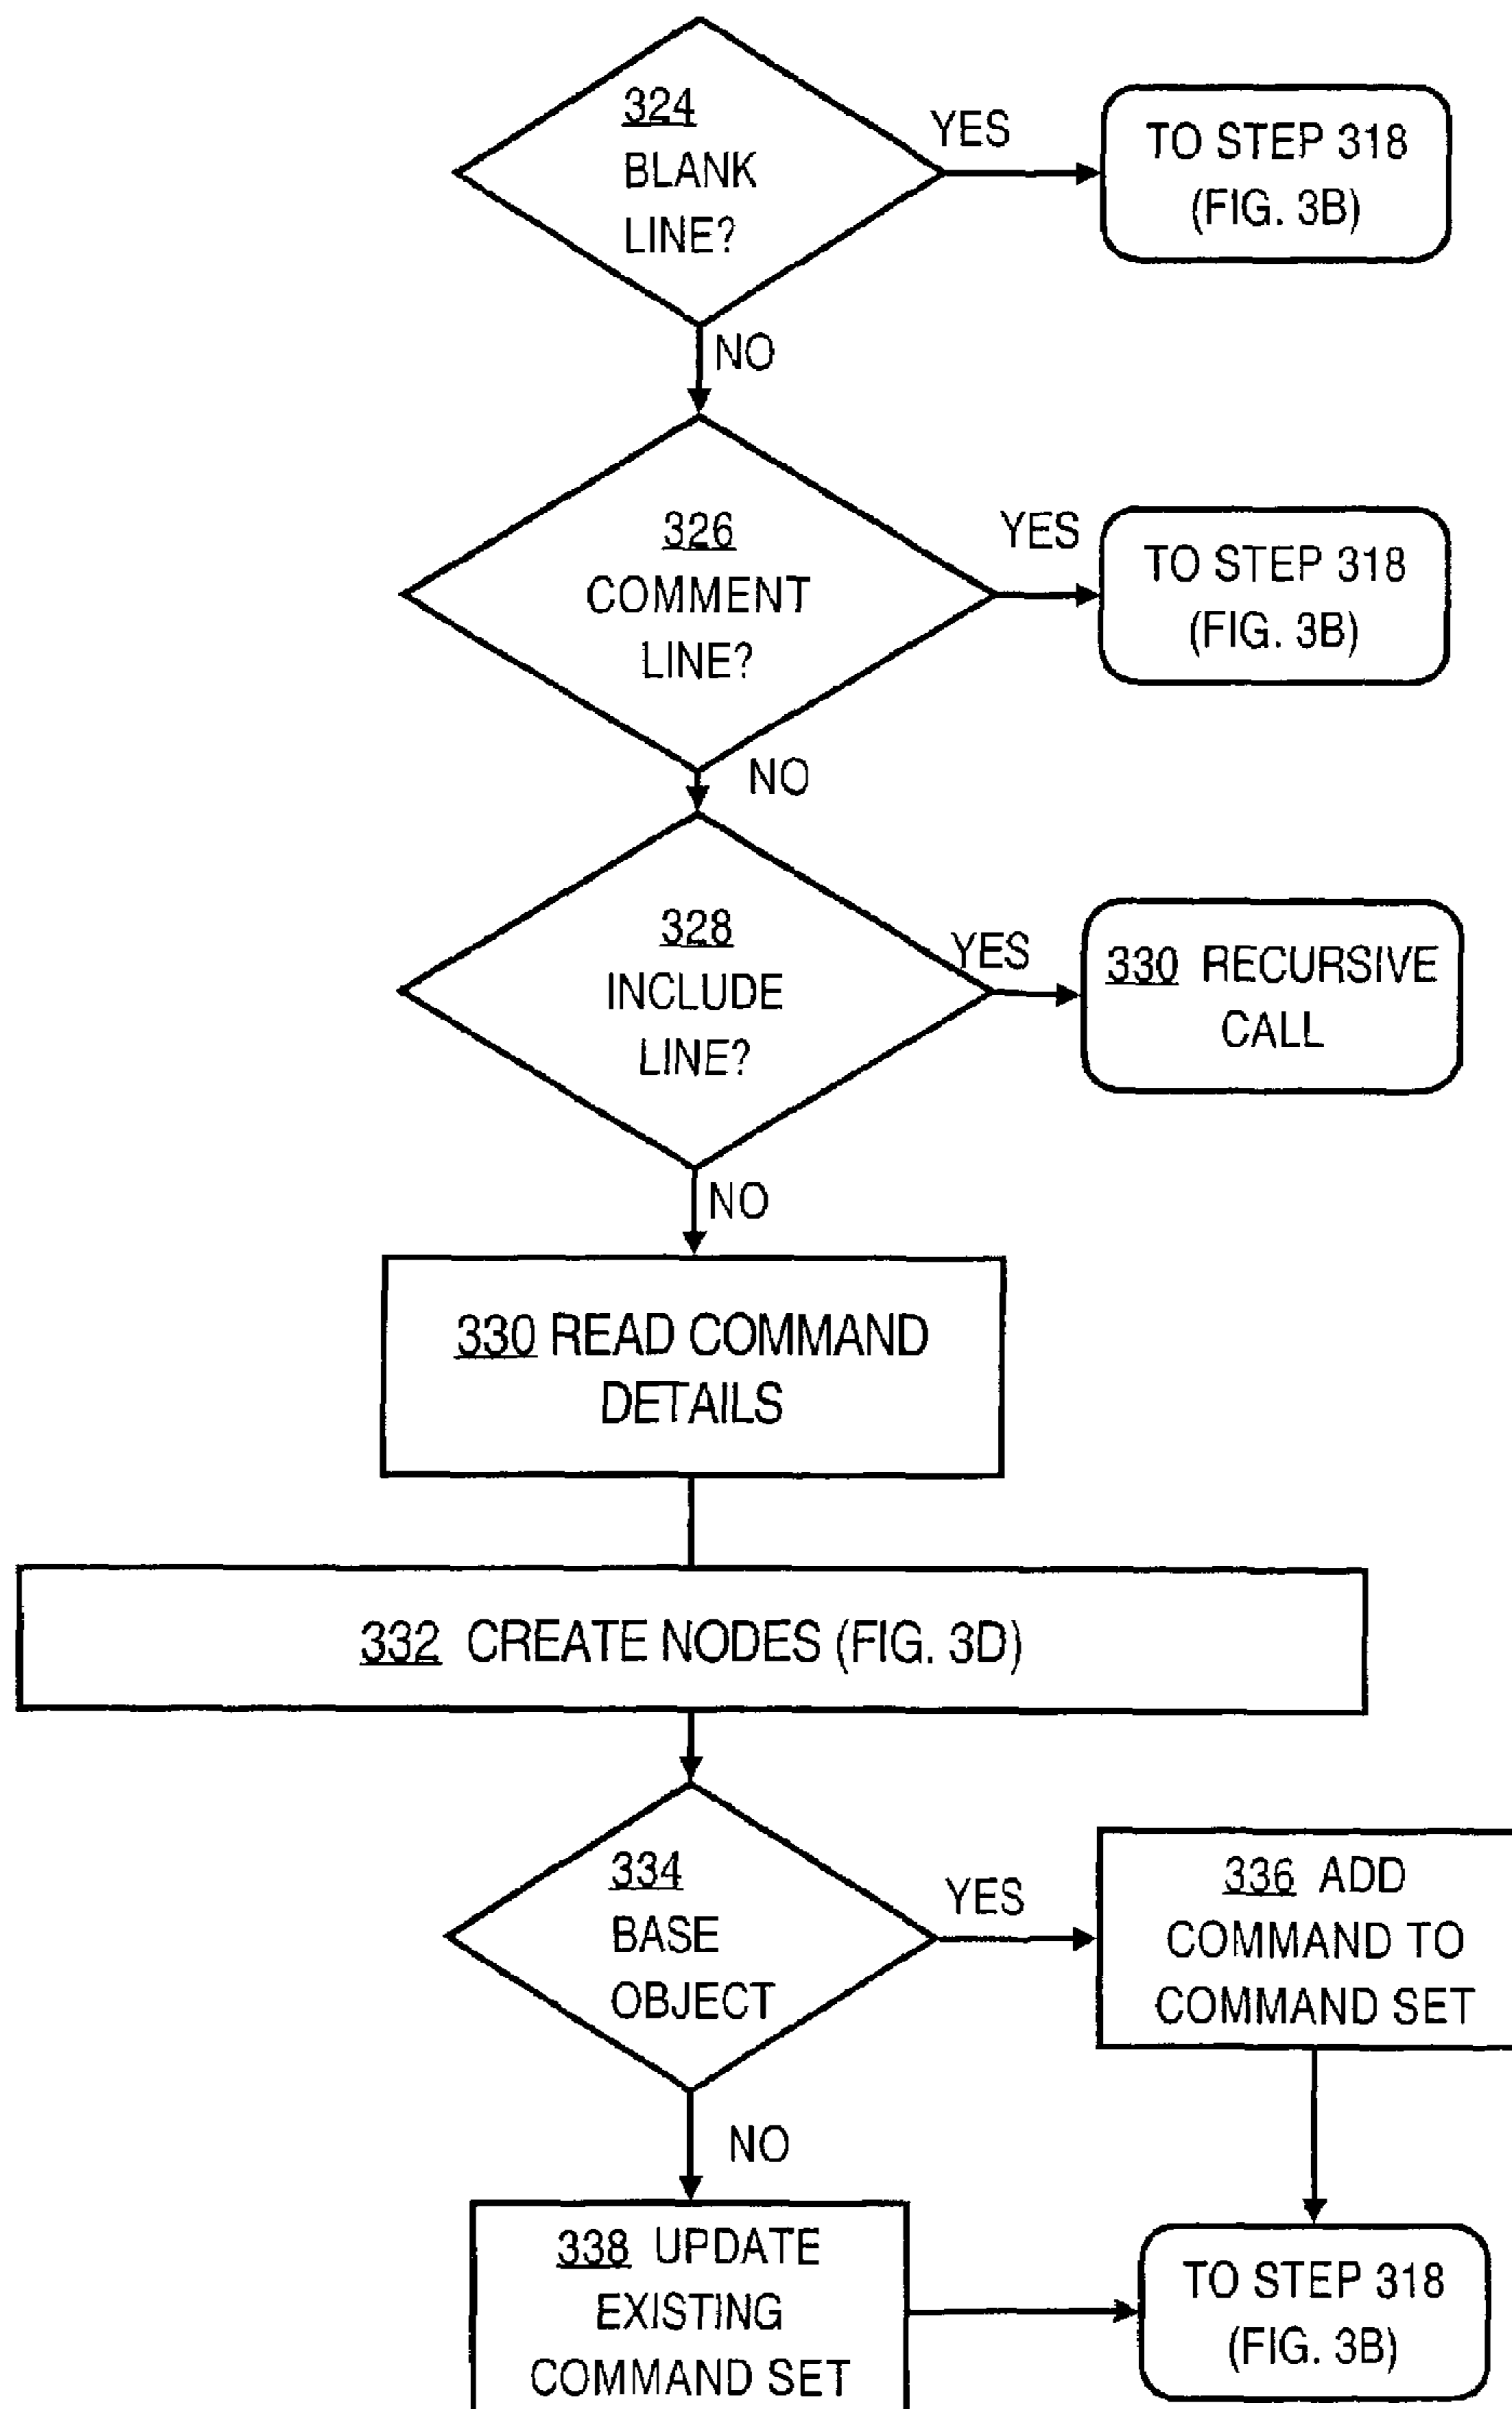 324
BLANK
LINE?
YES
TO STEP 318
(FIG. 3B)
NO
326
COMMENT
LINE?
YES
TO STEP 318
(FIG. 3B)
NO
328
INCLUDE
LINE?
YES
330 RECURSIVE
CALL
NO
330 READ COMMAND
DETAILS
332 CREATE NODES (FIG. 3D)
334
BASE
OBJECT
YES
336 ADD
COMMAND TO
COMMAND SET
NO
338 UPDATE
EXISTING
COMMAND SET
TO STEP 318
(FIG. 3B)